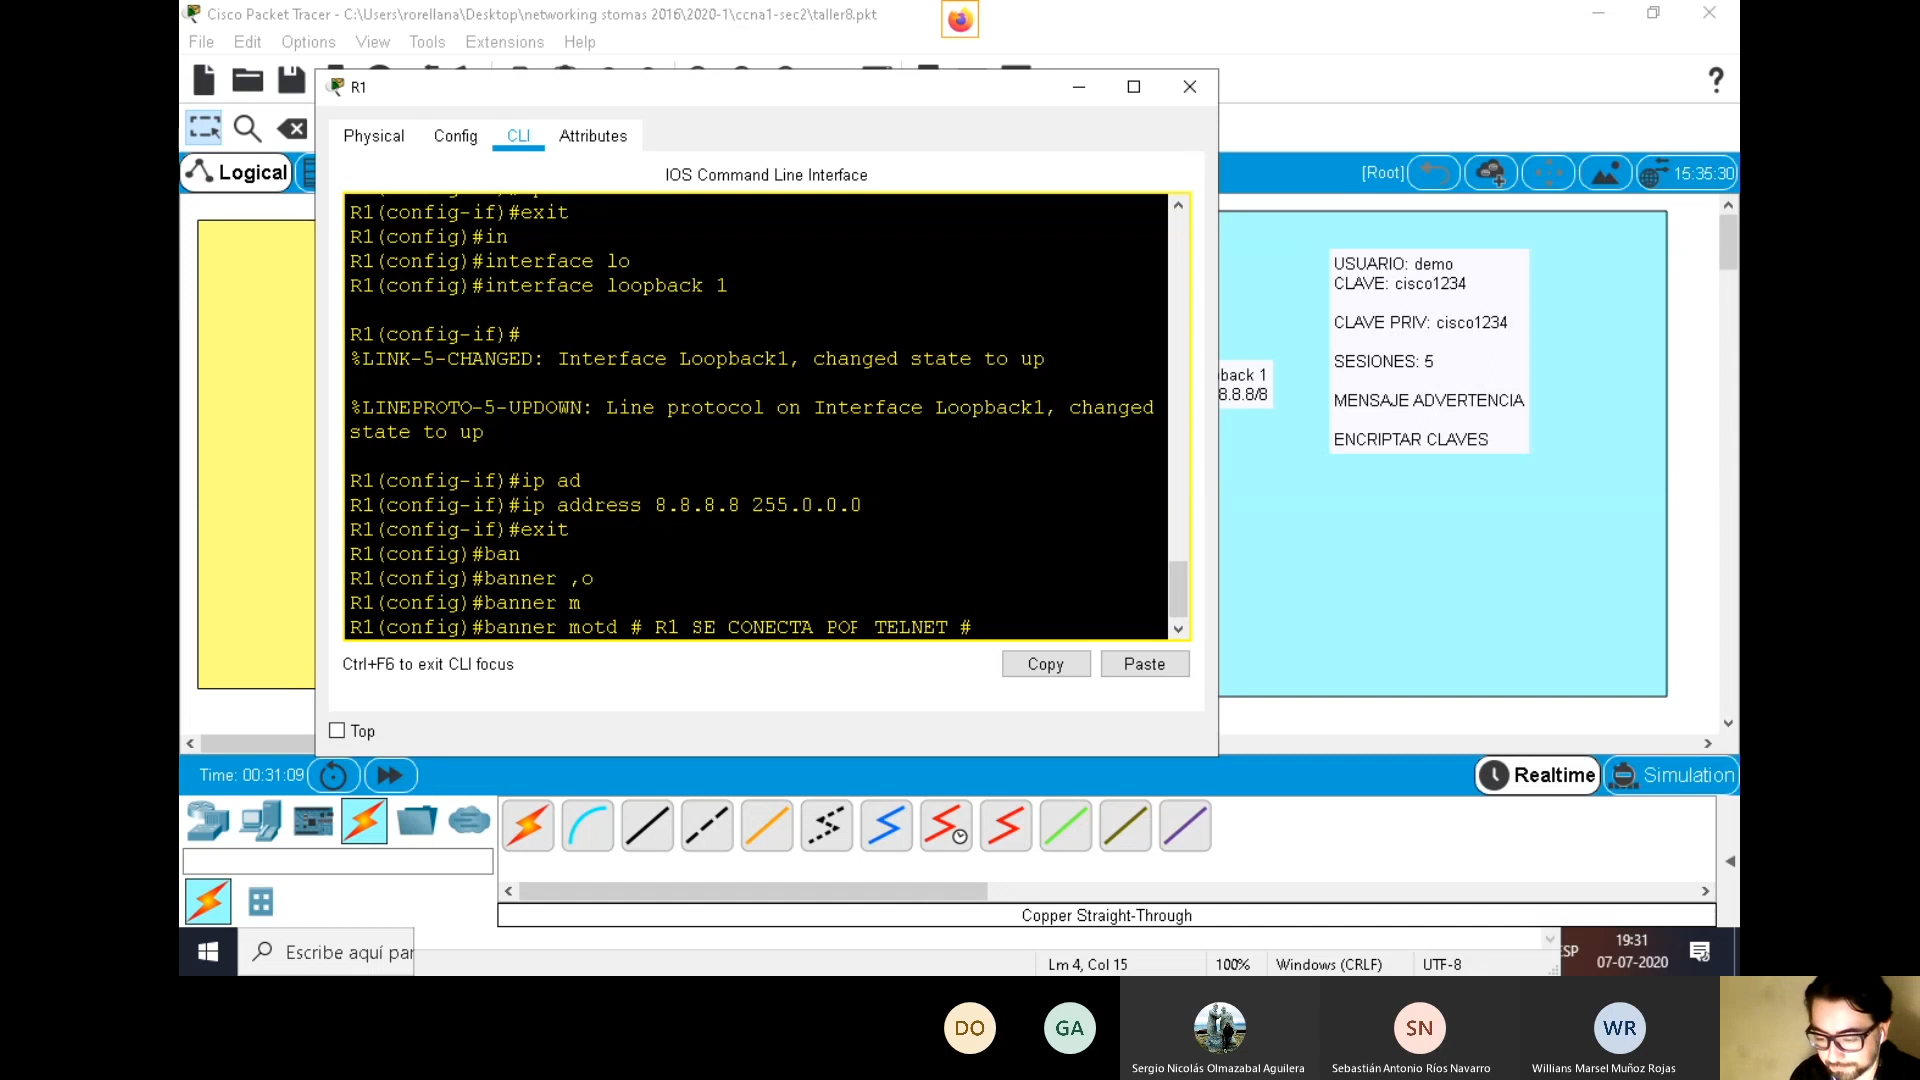 Cisco Packet Tracer - C:\Users\rorellana\Desktop\networking stomas 2016\2020-1\ccna1-sec2\taller8.pkt
File Edit Options View Tools Extensions Help
R1
Physical Config CLI Attributes
IOS Command Line Interface
Logical
[Root]
15:35:30
R1(config-if)#exit
R1(config)#in
R1(config)#interface lo
R1(config)#interface loopback 1
R1(config-if)#
%LINK-5-CHANGED: Interface Loopback1, changed state to up
%LINEPROTO-5-UPDOWN: Line protocol on Interface Loopback1, changed
state to up
R1(config-if)#ip ad
R1(config-if)#ip address 8.8.8.8 255.0.0.0
R1(config-if)#exit
R1(config)#ban
R1(config)#banner ,o
R1(config)#banner m
R1(config)#banner motd # R1 SE CONECTA POR TELNET #
Ctrl+F6 to exit CLI focus
Copy
Paste
Top
back 1
8.8.8/8
USUARIO: demo
CLAVE: cisco1234
CLAVE PRIV: cisco1234
SESIONES: 5
MENSAJE ADVERTENCIA
ENCRIPTAR CLAVES
Time: 00:31:09
Realtime
Simulation
Copper Straight-Through
Escribe aquí par
Lm 4, Col 15
100%
Windows (CRLF)
UTF-8
ESP
19:31
07-07-2020
DO
GA
SN
WR
Sergio Nicolás Olmazabal Aguilera
Sebastián Antonio Ríos Navarro
Willians Marsel Muñoz Rojas